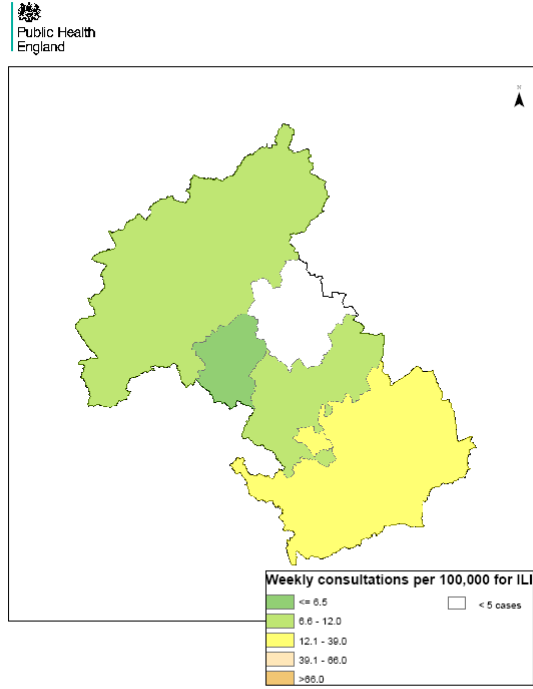 Public Health
England
N
Weekly consultations per 100,000 for ILI
<= 6.5
< 5 cases
6.6 - 12.0
12.1 - 39.0
39.1 - 66.0
>66.0